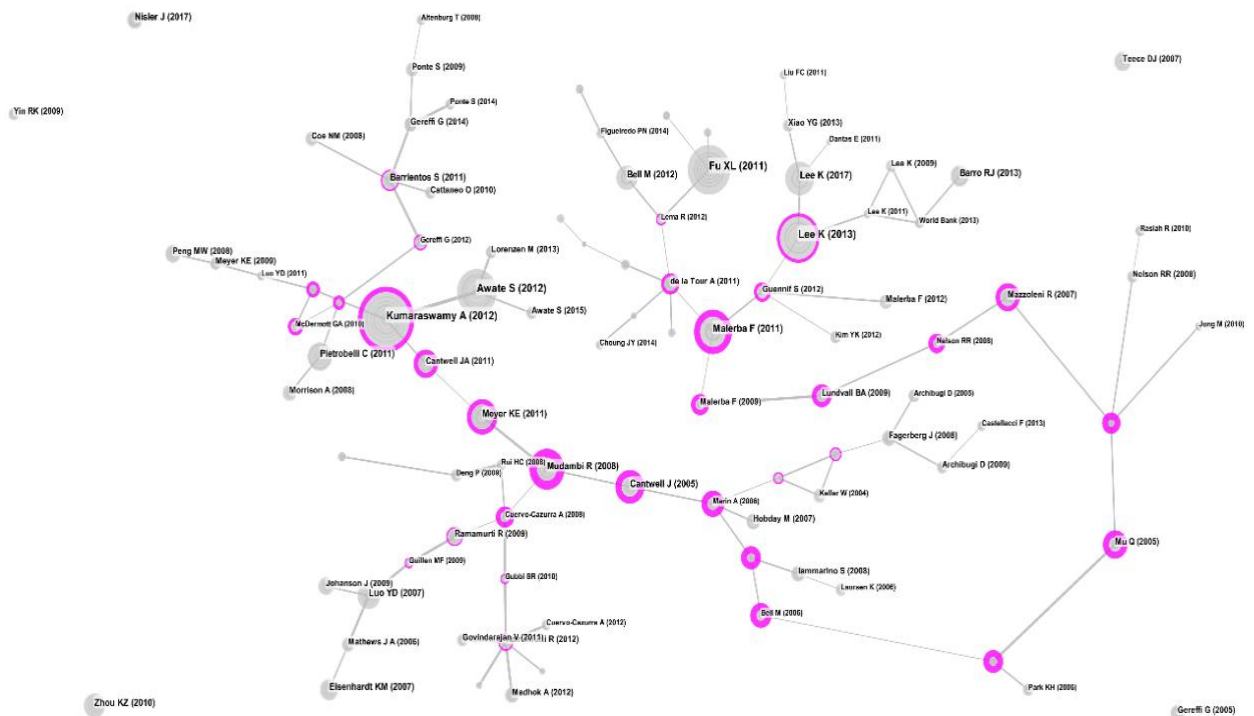 Nisler J (2017)
Altenburg T (2008)
Teece DJ (2007)
Ponte S (2009)
Liu FC (2011)
Yin RK (2009)
Ponte S (2014)
Gereffi G (2014)
Xiao YG (2013)
Figueiredo PN (2014)
Coe NM (2008)
Dantas E (2011)
Fu XL (2011)
Lee K (2009)
Bell M (2012)
Lee K (2017)
Barro RJ (2013)
Barrientos S (2011)
Cattaneo O (2010)
Lee K (2011)
Lema R (2012)
World Bank (2013)
Rasiah R (2010)
Lee K (2013)
Gereffi G (2012)
Peng MW (2008)
Lorenzen M (2013)
Meyer KE (2009)
Luo YD (2011)
Nelson RR (2008)
de la Tour A (2011)
Awate S (2012)
Guennif S (2012)
Mazzoleni R (2007)
Malerba F (2012)
Awate S (2015)
Kumaraswamy A (2012)
McDermott GA (2010)
Jung M (2010)
Malerba F (2011)
Kim YK (2012)
Choung JY (2014)
Nelson RR (2008)
Pietrobelli C (2011)
Cantwell JA (2011)
Morrison A (2008)
Lundvall BA (2009)
Archibugi D (2005)
Malerba F (2009)
Meyer KE (2011)
Castellacci F (2013)
Fagerberg J (2008)
Rui HC (2008)
Mudambi R (2008)
Archibugi D (2009)
Deng P (2009)
Cantwell J (2005)
Keller W (2004)
Marin A (2006)
Cuervo-Cazurra A (2008)
Hobday M (2007)
Ramamurti R (2009)
Mu Q (2005)
Guillen MF (2009)
Gubbi SR (2010)
Iammarino S (2008)
Johanson J (2009)
Luo YD (2007)
Laursen K (2006)
Bell M (2006)
Cuervo-Cazurra A (2012)
Govindarajan V (2011)
R (2012)
Mathews J A (2006)
Eisenhardt KM (2007)
Park KH (2006)
Madhok A (2012)
Zhou KZ (2010)
Gereffi G (2005)